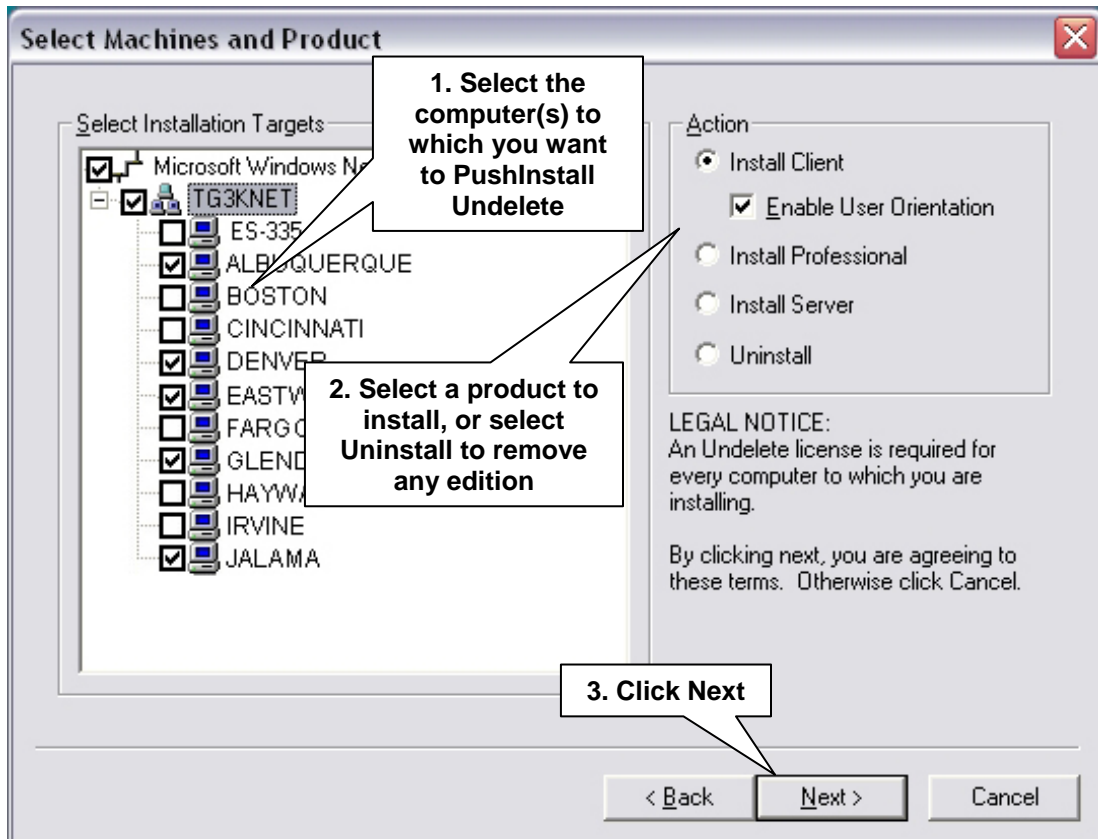 Select Machines and Product
1. Select the
computer(s) to
which you want
to PushInstall
Undelete
Select Installation Targets
Microsoft Windows
TG3KNET
ES-335
ALBUQUERQUE
BOSTON
CINCINNATI
DENVER
IRVINE
JALAMA
2. Select a product to
install, or select
Uninstall to remove
any edition
Action
Install Client
Enable User Orientation
Install Professional
Install Server
Uninstall
LEGAL NOTICE:
An Undelete license is required for
every computer to which you are
installing.
By clicking next, you are agreeing to
these terms. Otherwise click Cancel.
3. Click Next
< Back
Next >
Cancel